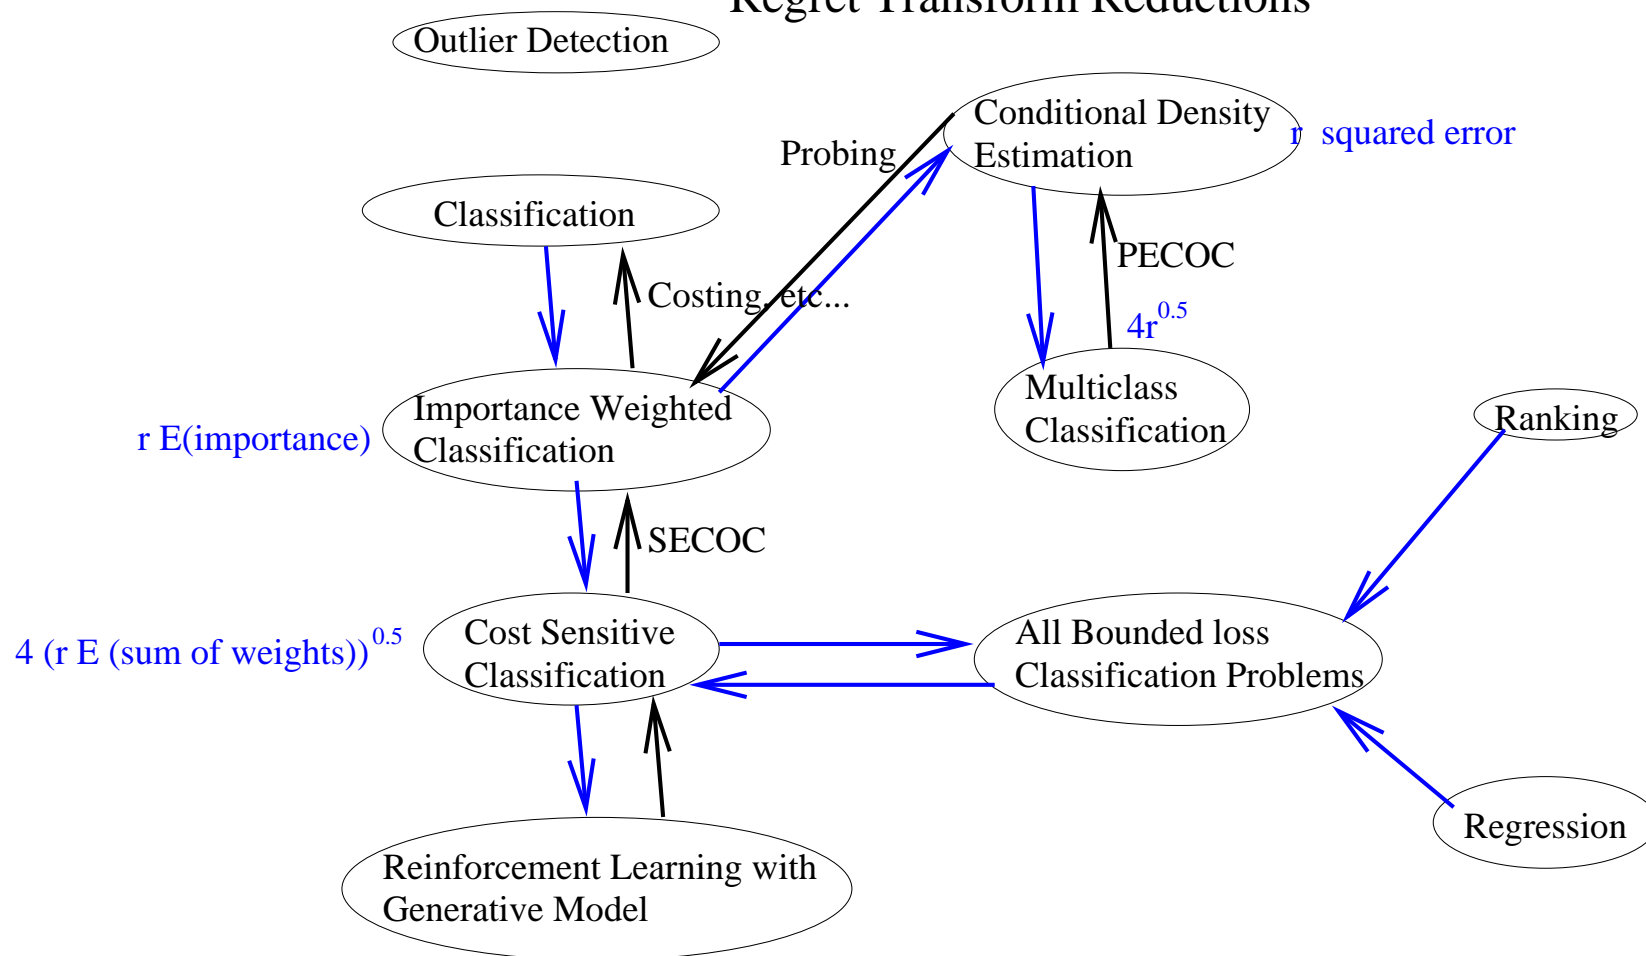 Regret Transform Reductions
Outlier Detection
Conditional Density
Estimation
r squared error
Probing
Classification
PECOC
Costing, etc...
4r^0.5
Multiclass
Classification
Importance Weighted
Classification
r E(importance)
Ranking
SECOC
Cost Sensitive
Classification
4 (r E (sum of weights))^0.5
All Bounded loss
Classification Problems
Regression
Reinforcement Learning with
Generative Model